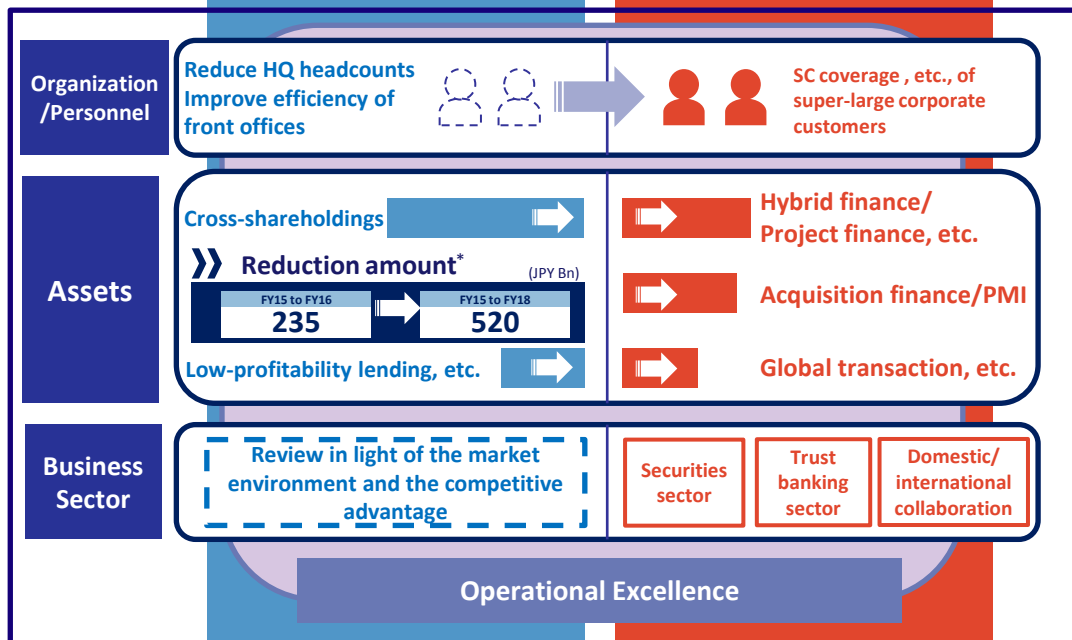 Organization
/Personnel
Reduce HQ headcounts
Improve efficiency of
front offices
SC coverage , etc., of
super-large corporate
customers
Assets
Cross-shareholdings
Reduction amount*
(JPY Bn)
FY15 to FY16
235
FY15 to FY18
520
Low-profitability lending, etc.
Hybrid finance/
Project finance, etc.
Acquisition finance/PMI
Global transaction, etc.
Business
Sector
Review in light of the market
environment and the competitive
advantage
Securities
sector
Trust
banking
sector
Domestic/
international
collaboration
Operational Excellence